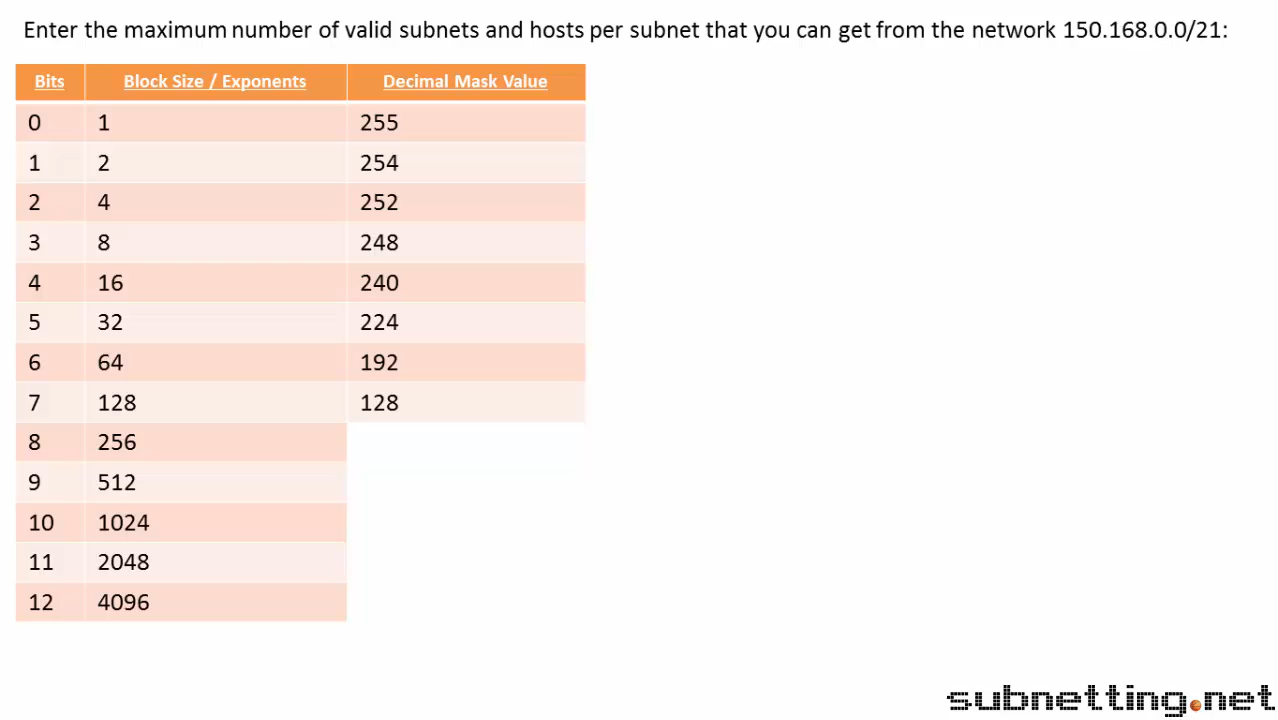 Enter the maximum number of valid subnets and hosts per subnet that you can get from the network 150.168.0.0/21:
Bits Block Size / Exponents Decimal Mask Value
0 1 255
1 2 254
2 4 252
3 8 248
4 16 240
5 32 224
6 64 192
7 128 128
8 256
9 512
10 1024
11 2048
12 4096
subnetting.net